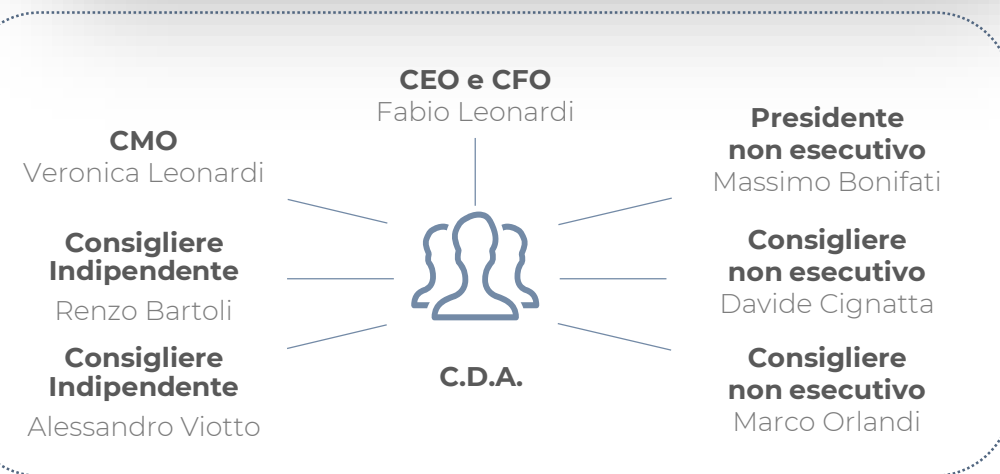 CEO e CFO
Fabio Leonardi
CMO
Veronica Leonardi
Consigliere
Indipendente
Renzo Bartoli
Consigliere
Indipendente
Alessandro Viotto
C.D.A.
Presidente
non esecutivo
Massimo Bonifati
Consigliere
non esecutivo
Davide Cignatta
Consigliere
non esecutivo
Marco Orlandi